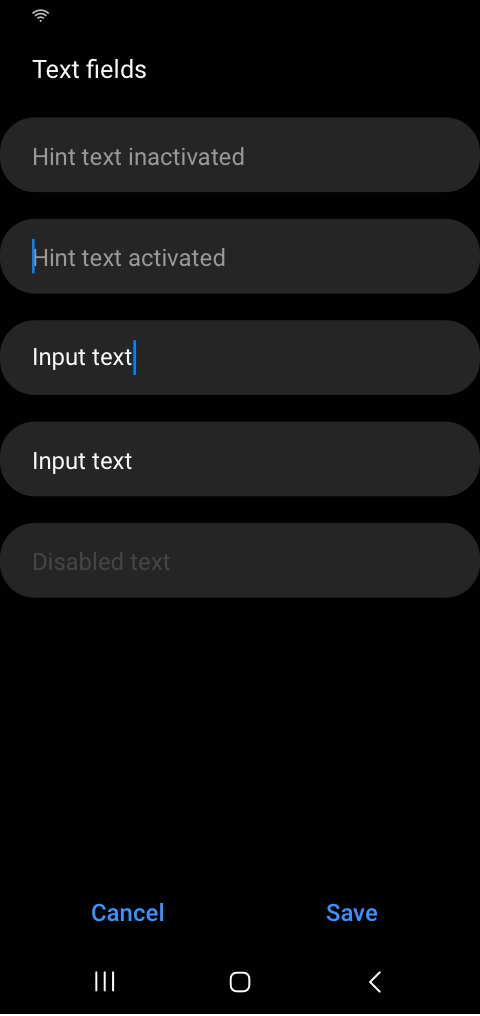 Text fields
Hint text inactivated
Hint text activated
Input text
Input text
Disabled text
Cancel Save